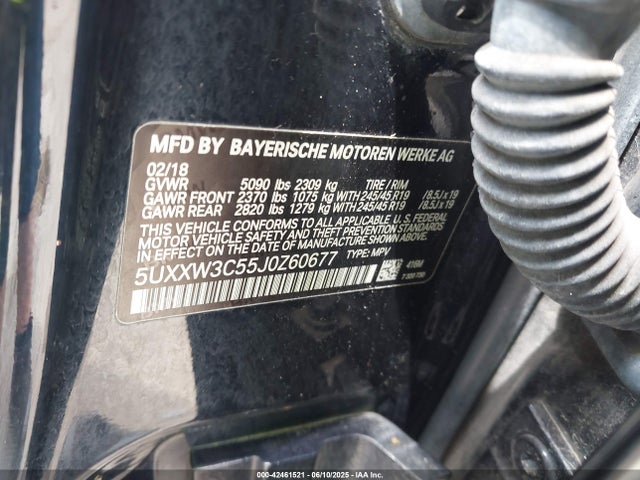 MFD BY BAYERISCHE MOTOREN WERKE AG
02/18
GVWR 5090 lbs 2309 kg TIRE / RIM
GAWR FRONT 2370 lbs 1075 kg WITH 245/45 R19 /8.5J x 19
GAWR REAR 2820 lbs 1279 kg WITH 245/45 R19 /8.5J x 19
THIS VEHICLE CONFORMS TO ALL APPLICABLE U.S. FEDERAL
MOTOR VEHICLE SAFETY AND THEFT PREVENTION STANDARDS
IN EFFECT ON THE DATE OF MANUFACTURE SHOWN ABOVE.
5UXXW3C55J0Z60677 TYPE: MPV
416M
000-42461521 - 06/10/2025 - IAA Inc.